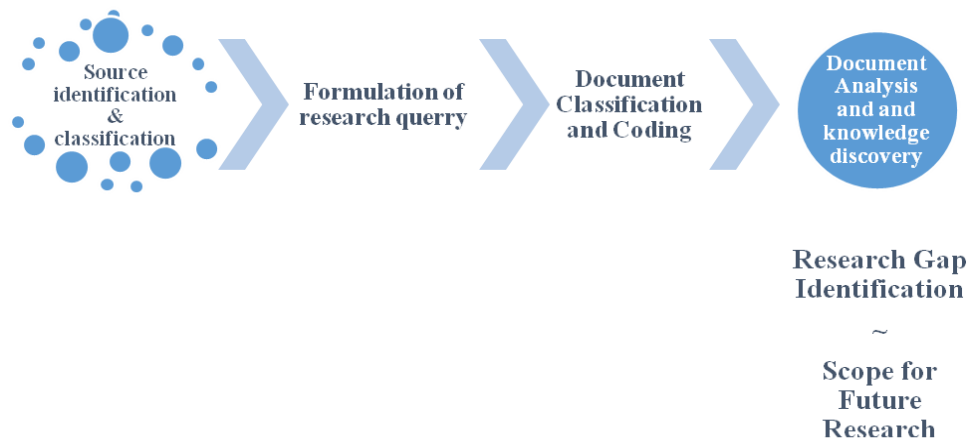 Source
identification
&
classification
Formulation of
research querry
Document
Classification
and Coding
Document
Analysis
and and
knowledge
discovery
Research Gap
Identification
~
Scope for
Future
Research